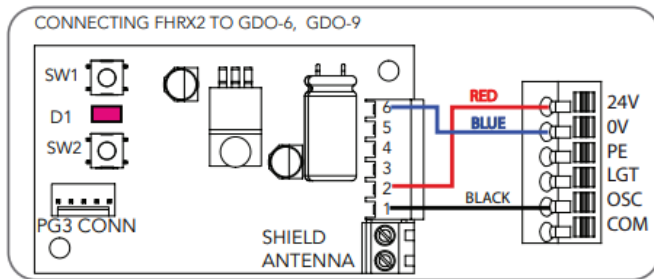 CONNECTING FHRX2 TO GDO-6, GDO-9
SW1
D1
SW2
PG3 CONN
6
5
4
3
2
1
SHIELD
ANTENNA
RED
BLUE
BLACK
24V
0V
PE
LGT
OSC
COM